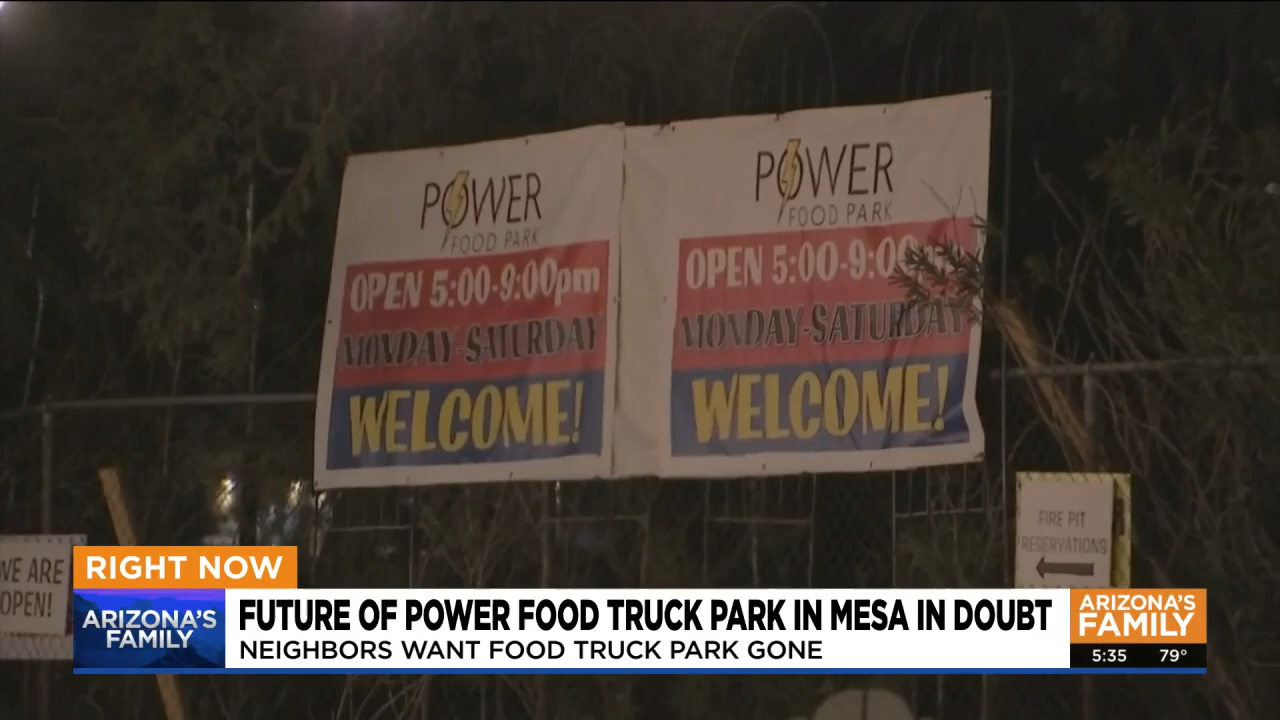 POWER
FOOD PARK
OPEN 5:00-9:00pm
MONDAY-SATURDAY
WELCOME!
POWER
FOOD PARK
OPEN 5:00-9:00
MONDAY-SATURDAY
WELCOME!
FIRE PIT
RESERVATIONS
WE ARE
OPEN!
RIGHT NOW
ARIZONA'S
FAMILY
FUTURE OF POWER FOOD TRUCK PARK IN MESA IN DOUBT
NEIGHBORS WANT FOOD TRUCK PARK GONE
ARIZONA'S
FAMILY
5:35 79°